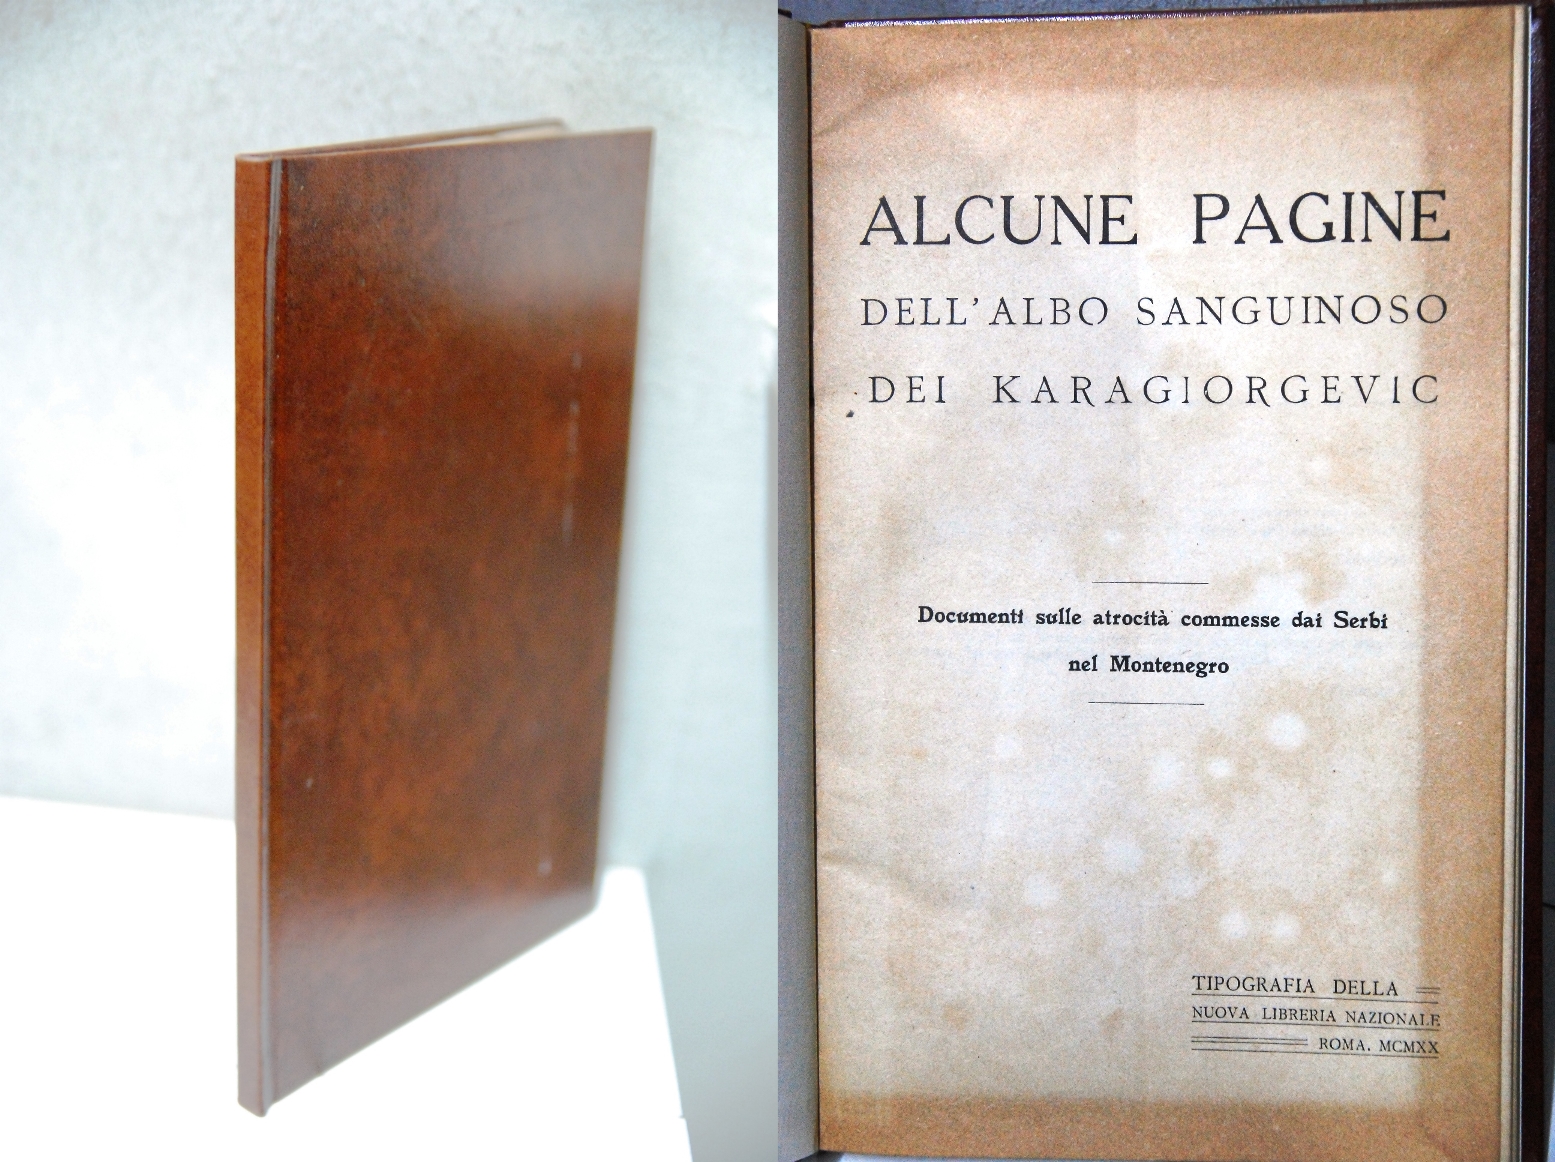 ALCUNE PAGINE
DELL'ALBO SANGUINOSO
DEI KARAGIORGEVIC
Documenti sulle atrocità commesse dai Serbi
nel Montenegro
TIPOGRAFIA DELLA
NUOVA LIBRERIA NAZIONALE
ROMA. MCMXX